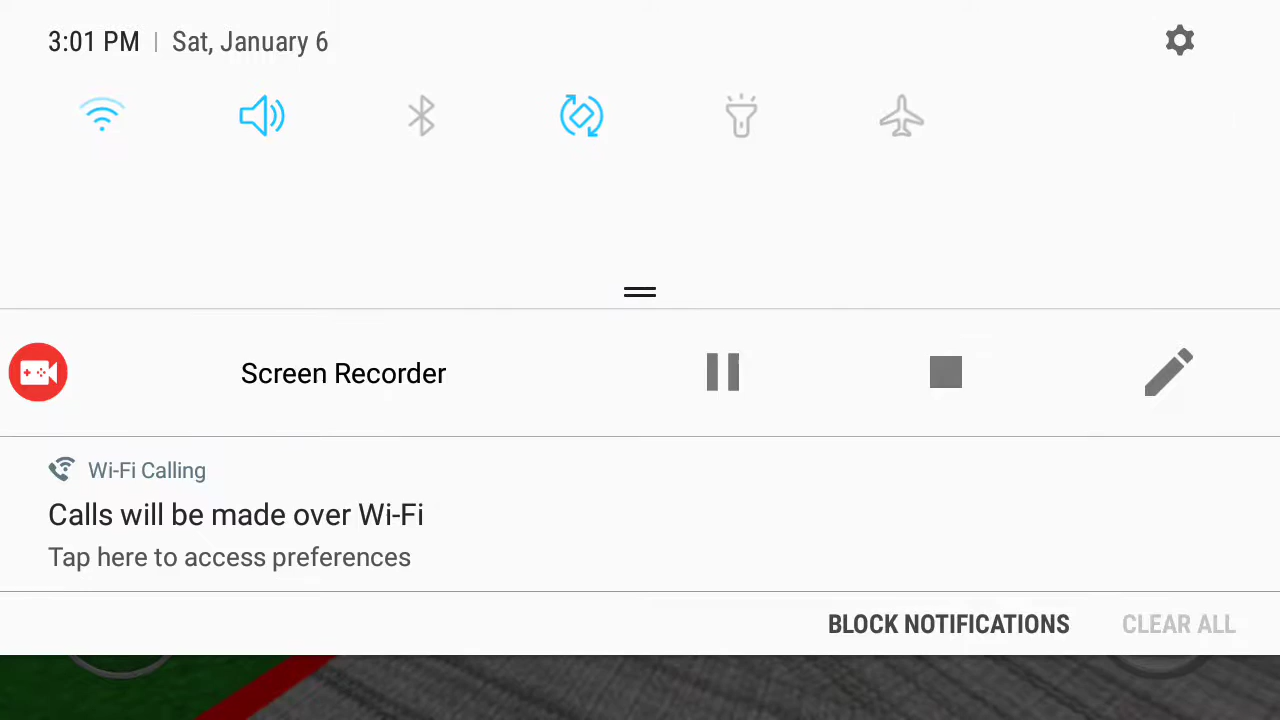 3:01 PM | Sat, January 6
Screen Recorder
Wi-Fi Calling
Calls will be made over Wi-Fi
Tap here to access preferences
BLOCK NOTIFICATIONS CLEAR ALL